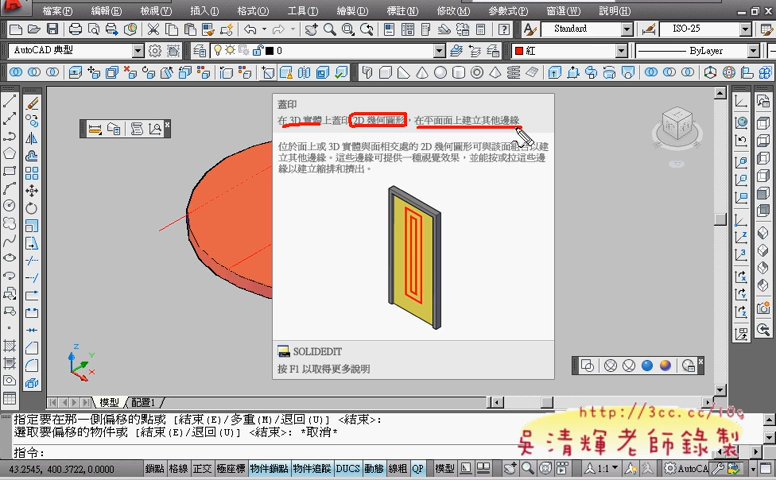 檔案(F) 編輯(E) 檢視(V) 插入(I) 格式(O) 工具(T) 繪製(D) 標註(N) 修改(M) 參數式(P) 視窗(W) 說明(H)
Standard ISO-25
AutoCAD 典型 0 紅 ByLayer
蓋印
在 3D 實體上蓋印 2D 幾何圖形，在平面面上建立其他邊緣
位於面上或 3D 實體與面相交處的 2D 幾何圖形可與該面結合以建
立其他邊緣。這些邊緣可提供一種視覺效果，並能按或拉這些邊
緣以建立縮排和擠出。
SOLIDEDIT
按 F1 以取得更多說明
Z
Y
X
模型 配置1
指定要在那一側偏移的點或 [結束(E)/多重(M)/退回(U)] <結束>:
選取要偏移的物件或 [結束(E)/退回(U)] <結束>: *取消*
指令:
http://3cc.cc/18q
吳清輝老師錄製
43.2545, 400.3722, 0.0000 鎖點 格線 正交 極座標 物件鎖點 物件追蹤 DUCS 動態 線粗 QP 模型 1:1 AutoCA